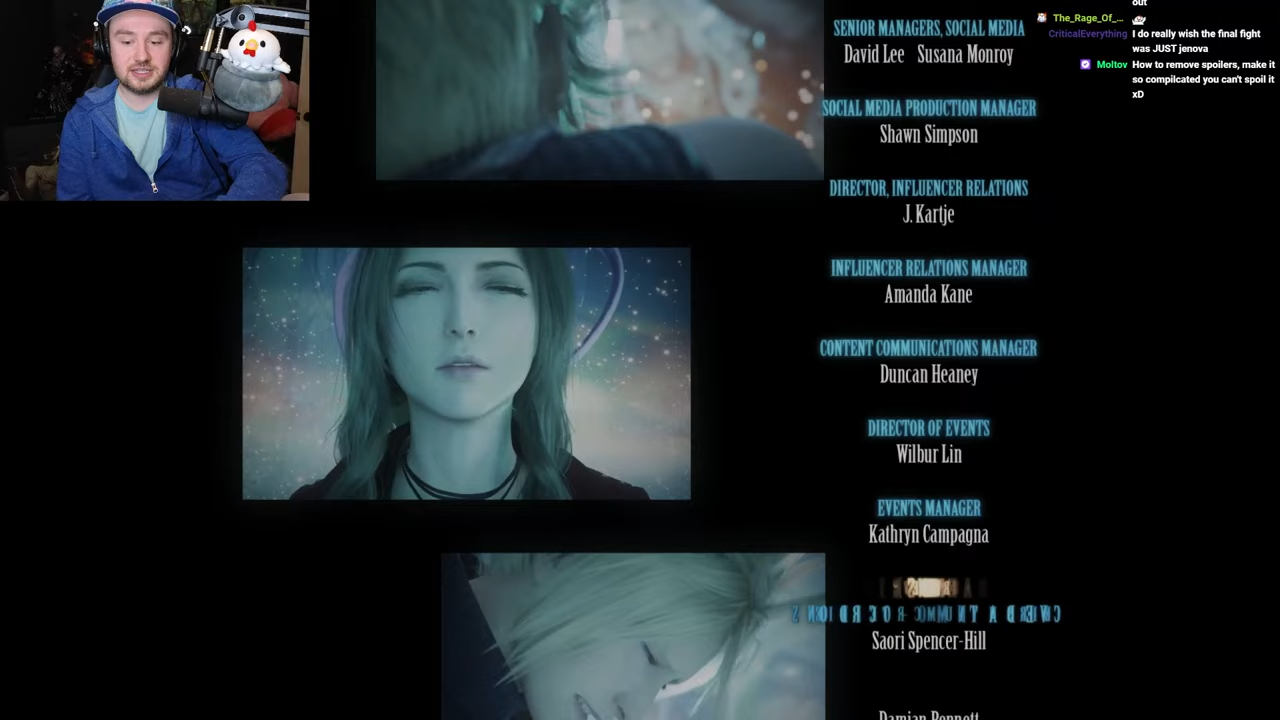 SENIOR MANAGERS, SOCIAL MEDIA
David Lee Susana Monroy
SOCIAL MEDIA PRODUCTION MANAGER
Shawn Simpson
DIRECTOR, INFLUENCER RELATIONS
J. Kartje
INFLUENCER RELATIONS MANAGER
Amanda Kane
CONTENT COMMUNICATIONS MANAGER
Duncan Heaney
DIRECTOR OF EVENTS
Wilbur Lin
EVENTS MANAGER
Kathryn Campagna
Saori Spencer-Hill
out
The_Rage_Of_...
CriticalEverything I do really wish the final fight
was JUST jenova
Moltov How to remove spoilers, make it
so compilcated you can't spoil it
xD